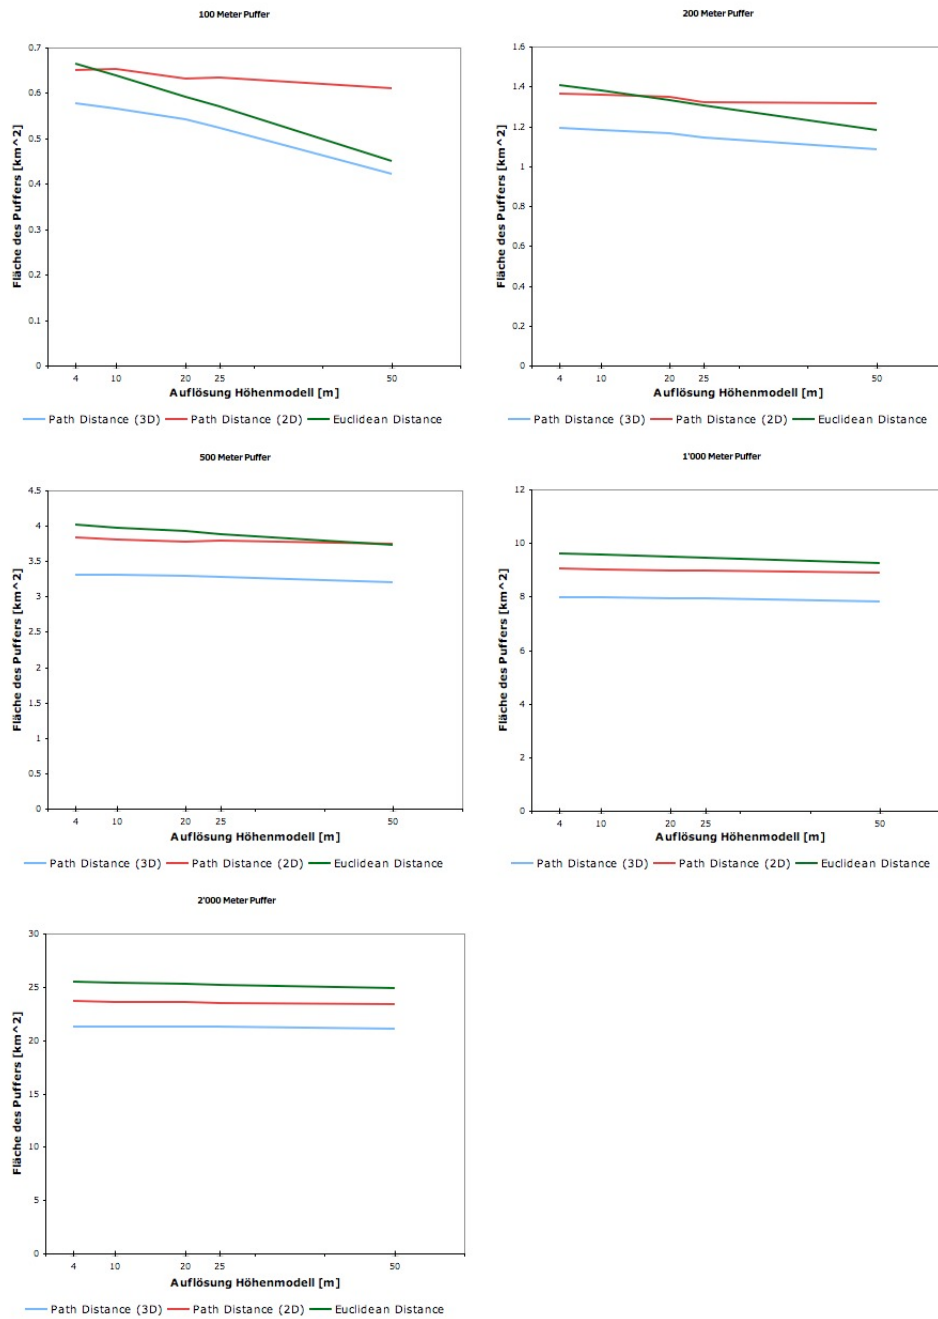 100 Meter Puffer
0.7
0.6
0.5
0.4
0.3
0.2
0.1
0
Fläche des Puffers [km^2]
4 10 20 25 50
Auflösung Höhenmodell [m]
Path Distance (3D) Path Distance (2D) Euclidean Distance
200 Meter Puffer
1.6
1.4
1.2
1
0.8
0.6
0.4
0.2
0
Fläche des Puffers [km^2]
4 10 20 25 50
Auflösung Höhenmodell [m]
Path Distance (3D) Path Distance (2D) Euclidean Distance
500 Meter Puffer
4.5
4
3.5
3
2.5
2
1.5
1
0.5
0
Fläche des Puffers [km^2]
4 10 20 25 50
Auflösung Höhenmodell [m]
Path Distance (3D) Path Distance (2D) Euclidean Distance
1'000 Meter Puffer
12
10
8
6
4
2
0
Fläche des Puffers [km^2]
4 10 20 25 50
Auflösung Höhenmodell [m]
Path Distance (3D) Path Distance (2D) Euclidean Distance
2'000 Meter Puffer
30
25
20
15
10
5
0
Fläche des Puffers [km^2]
4 10 20 25 50
Auflösung Höhenmodell [m]
Path Distance (3D) Path Distance (2D) Euclidean Distance